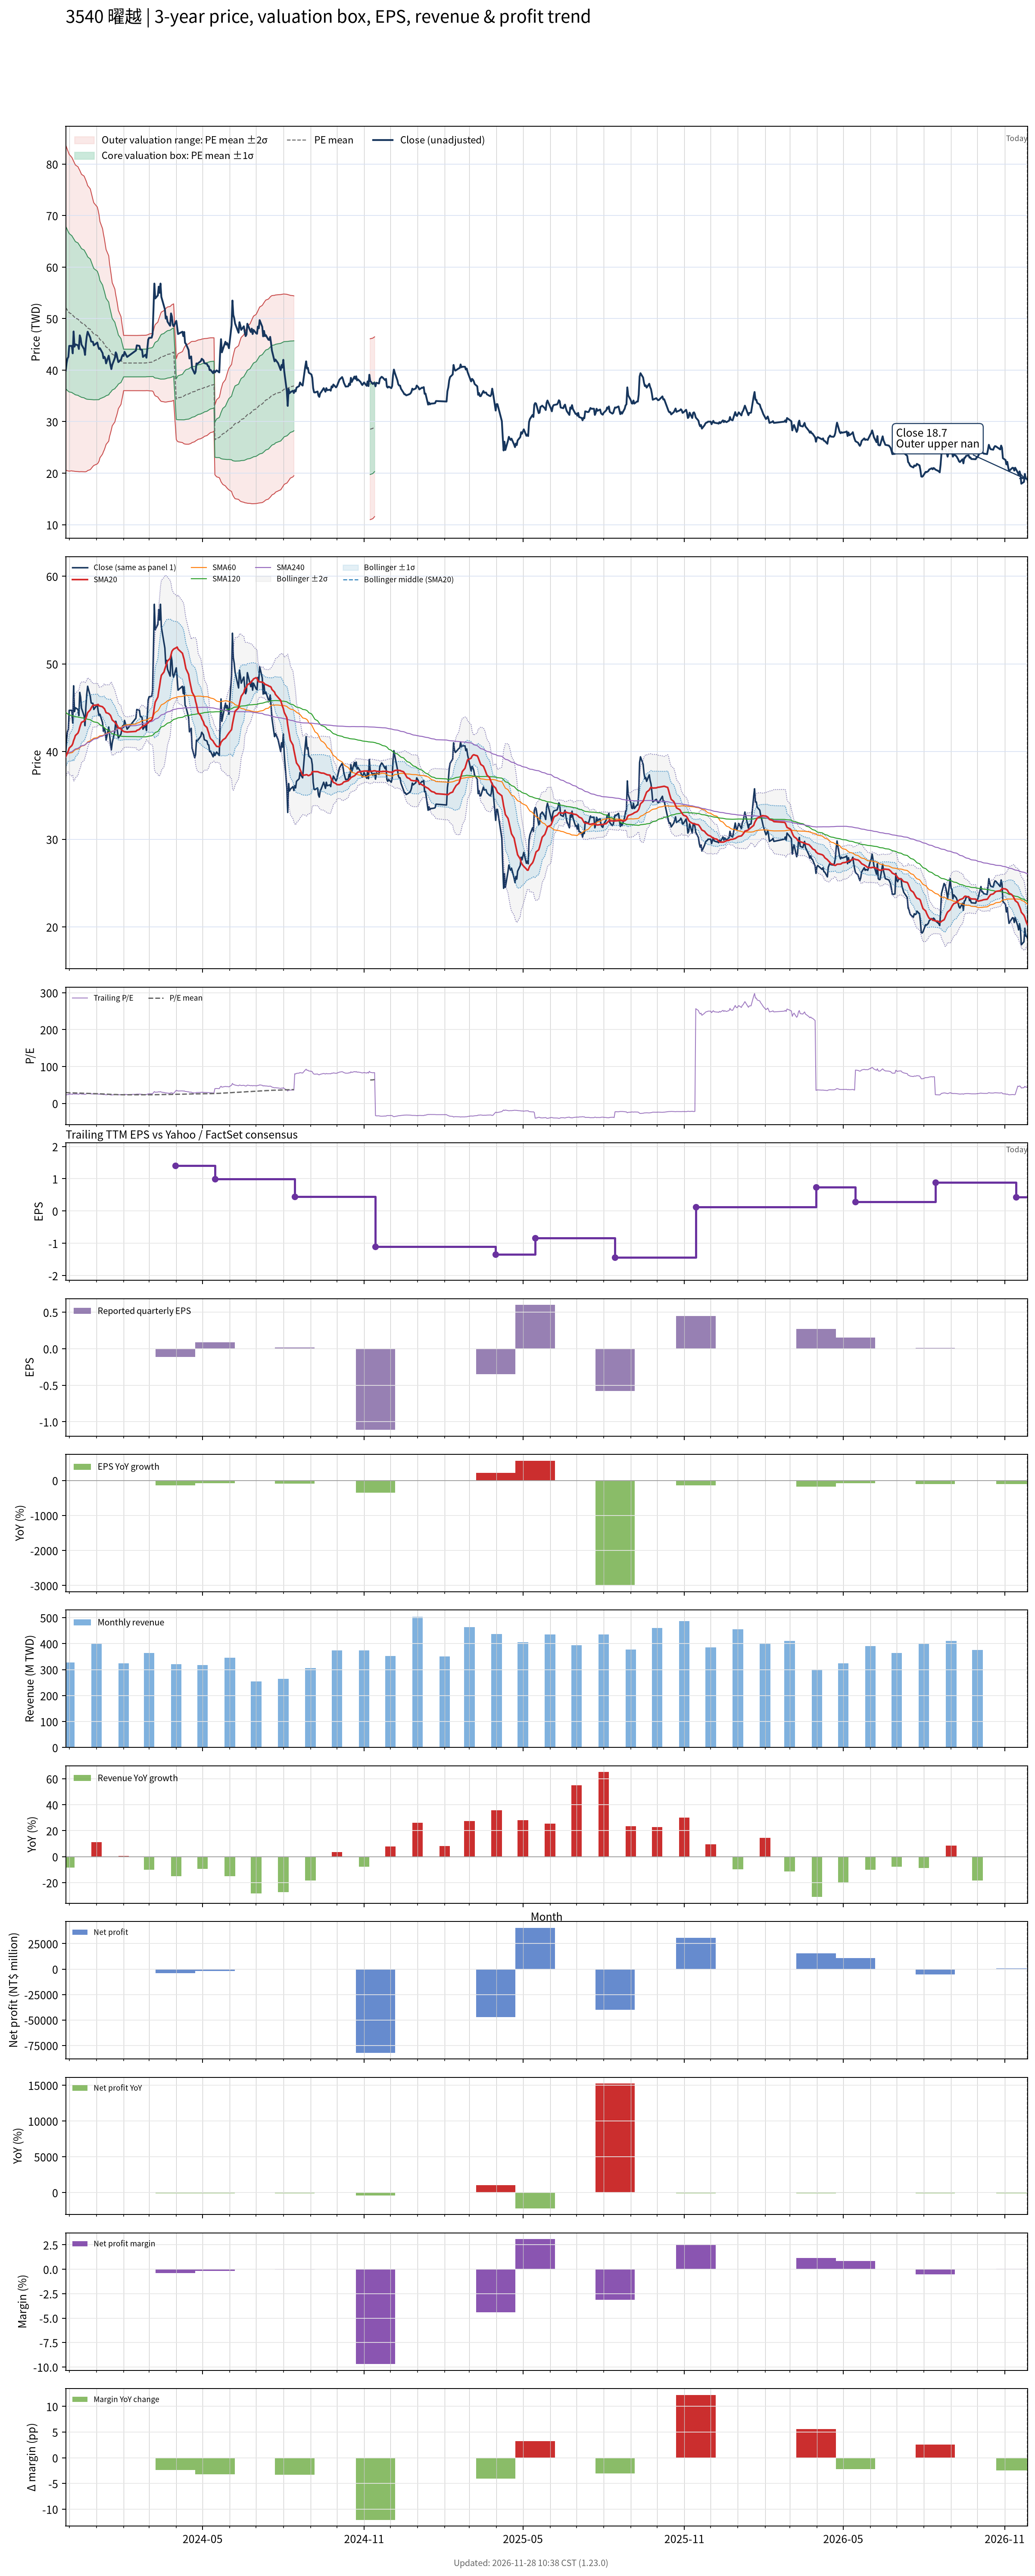 3540 曜越 | 3-year price, valuation box, EPS, revenue & profit trend
Outer valuation range: PE mean ±2σ
Core valuation box: PE mean ±1σ
PE mean
Close (unadjusted)
Today
80
70
60
50
40
30
20
10
Price (TWD)
Close 18.7
Outer upper nan
Close (same as panel 1)
SMA20
SMA60
SMA120
SMA240
Bollinger ±2σ
Bollinger ±1σ
Bollinger middle (SMA20)
60
50
40
30
20
Price
Trailing P/E
P/E mean
300
200
100
0
P/E
Trailing TTM EPS vs Yahoo / FactSet consensus
Today
2
1
0
-1
-2
EPS
Reported quarterly EPS
0.5
0.0
-0.5
-1.0
EPS
EPS YoY growth
0
-1000
-2000
-3000
YoY (%)
Monthly revenue
500
400
300
200
100
0
Revenue (M TWD)
Revenue YoY growth
60
40
20
0
-20
YoY (%)
Month
Net profit
25000
0
-25000
-50000
-75000
Net profit (NT$ million)
Net profit YoY
15000
10000
5000
0
YoY (%)
Net profit margin
2.5
0.0
-2.5
-5.0
-7.5
-10.0
Margin (%)
Margin YoY change
10
5
0
-5
-10
Δ margin (pp)
2024-05
2024-11
2025-05
2025-11
2026-05
2026-11
Updated: 2026-11-28 10:38 CST (1.23.0)